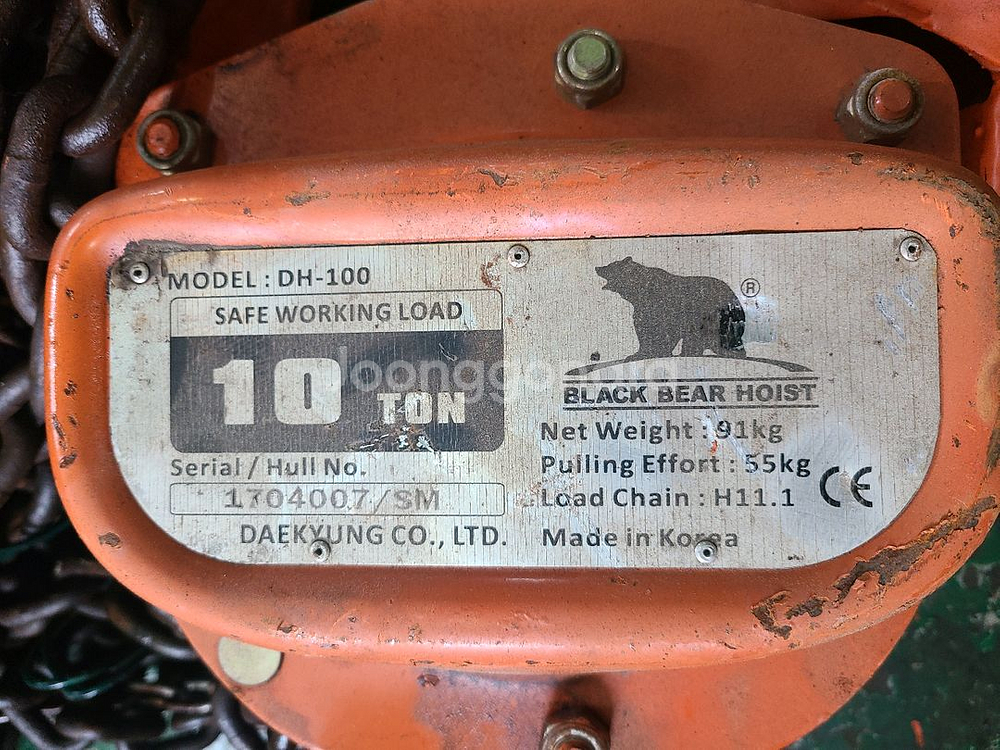 MODEL : DH-100
SAFE WORKING LOAD
10 TON
Serial / Hull No.
1704007/SM
DAEKYUNG CO., LTD.
®
BLACK BEAR HOIST
Net Weight : 91kg
Pulling Effort : 55kg
Load Chain : H11.1
CE
Made in Korea